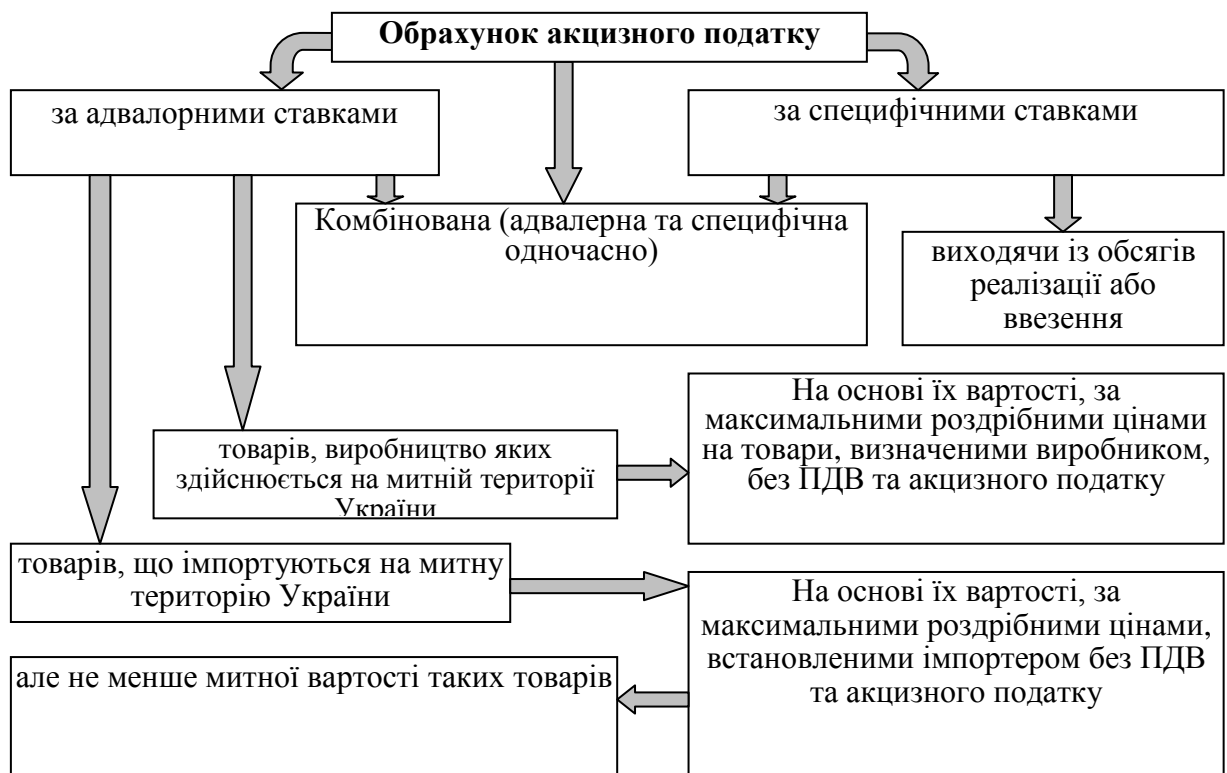 Обрахунок акцизного податку
за адвалорними ставками
за специфічними ставками
Комбінована (адвалерна та специфічна
одночасно)
виходячи із обсягів
реалізації або
ввезення
товарів, виробництво яких
здійснюється на митній території
України
На основі їх вартості, за
максимальними роздрібними цінами
на товари, визначеними виробником,
без ПДВ та акцизного податку
товарів, що імпортуються на митну
територію України
На основі їх вартості, за
максимальними роздрібними цінами,
встановленими імпортером без ПДВ
та акцизного податку
але не менше митної вартості таких товарів